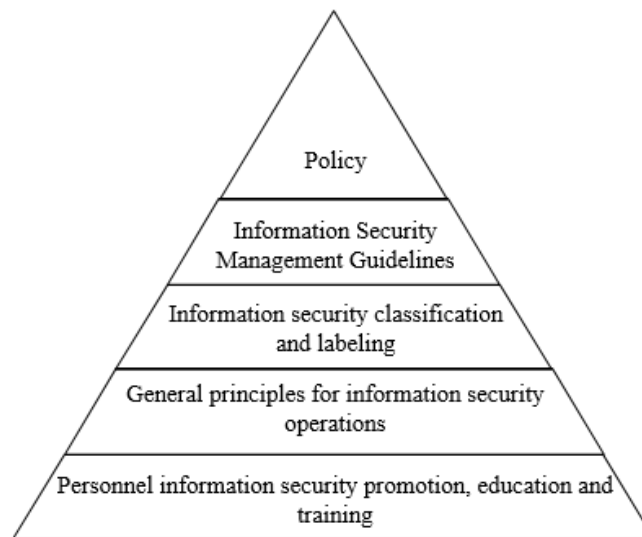 Policy
Information Security
Management Guidelines
Information security classification
and labeling
General principles for information security
operations
Personnel information security promotion, education and
training